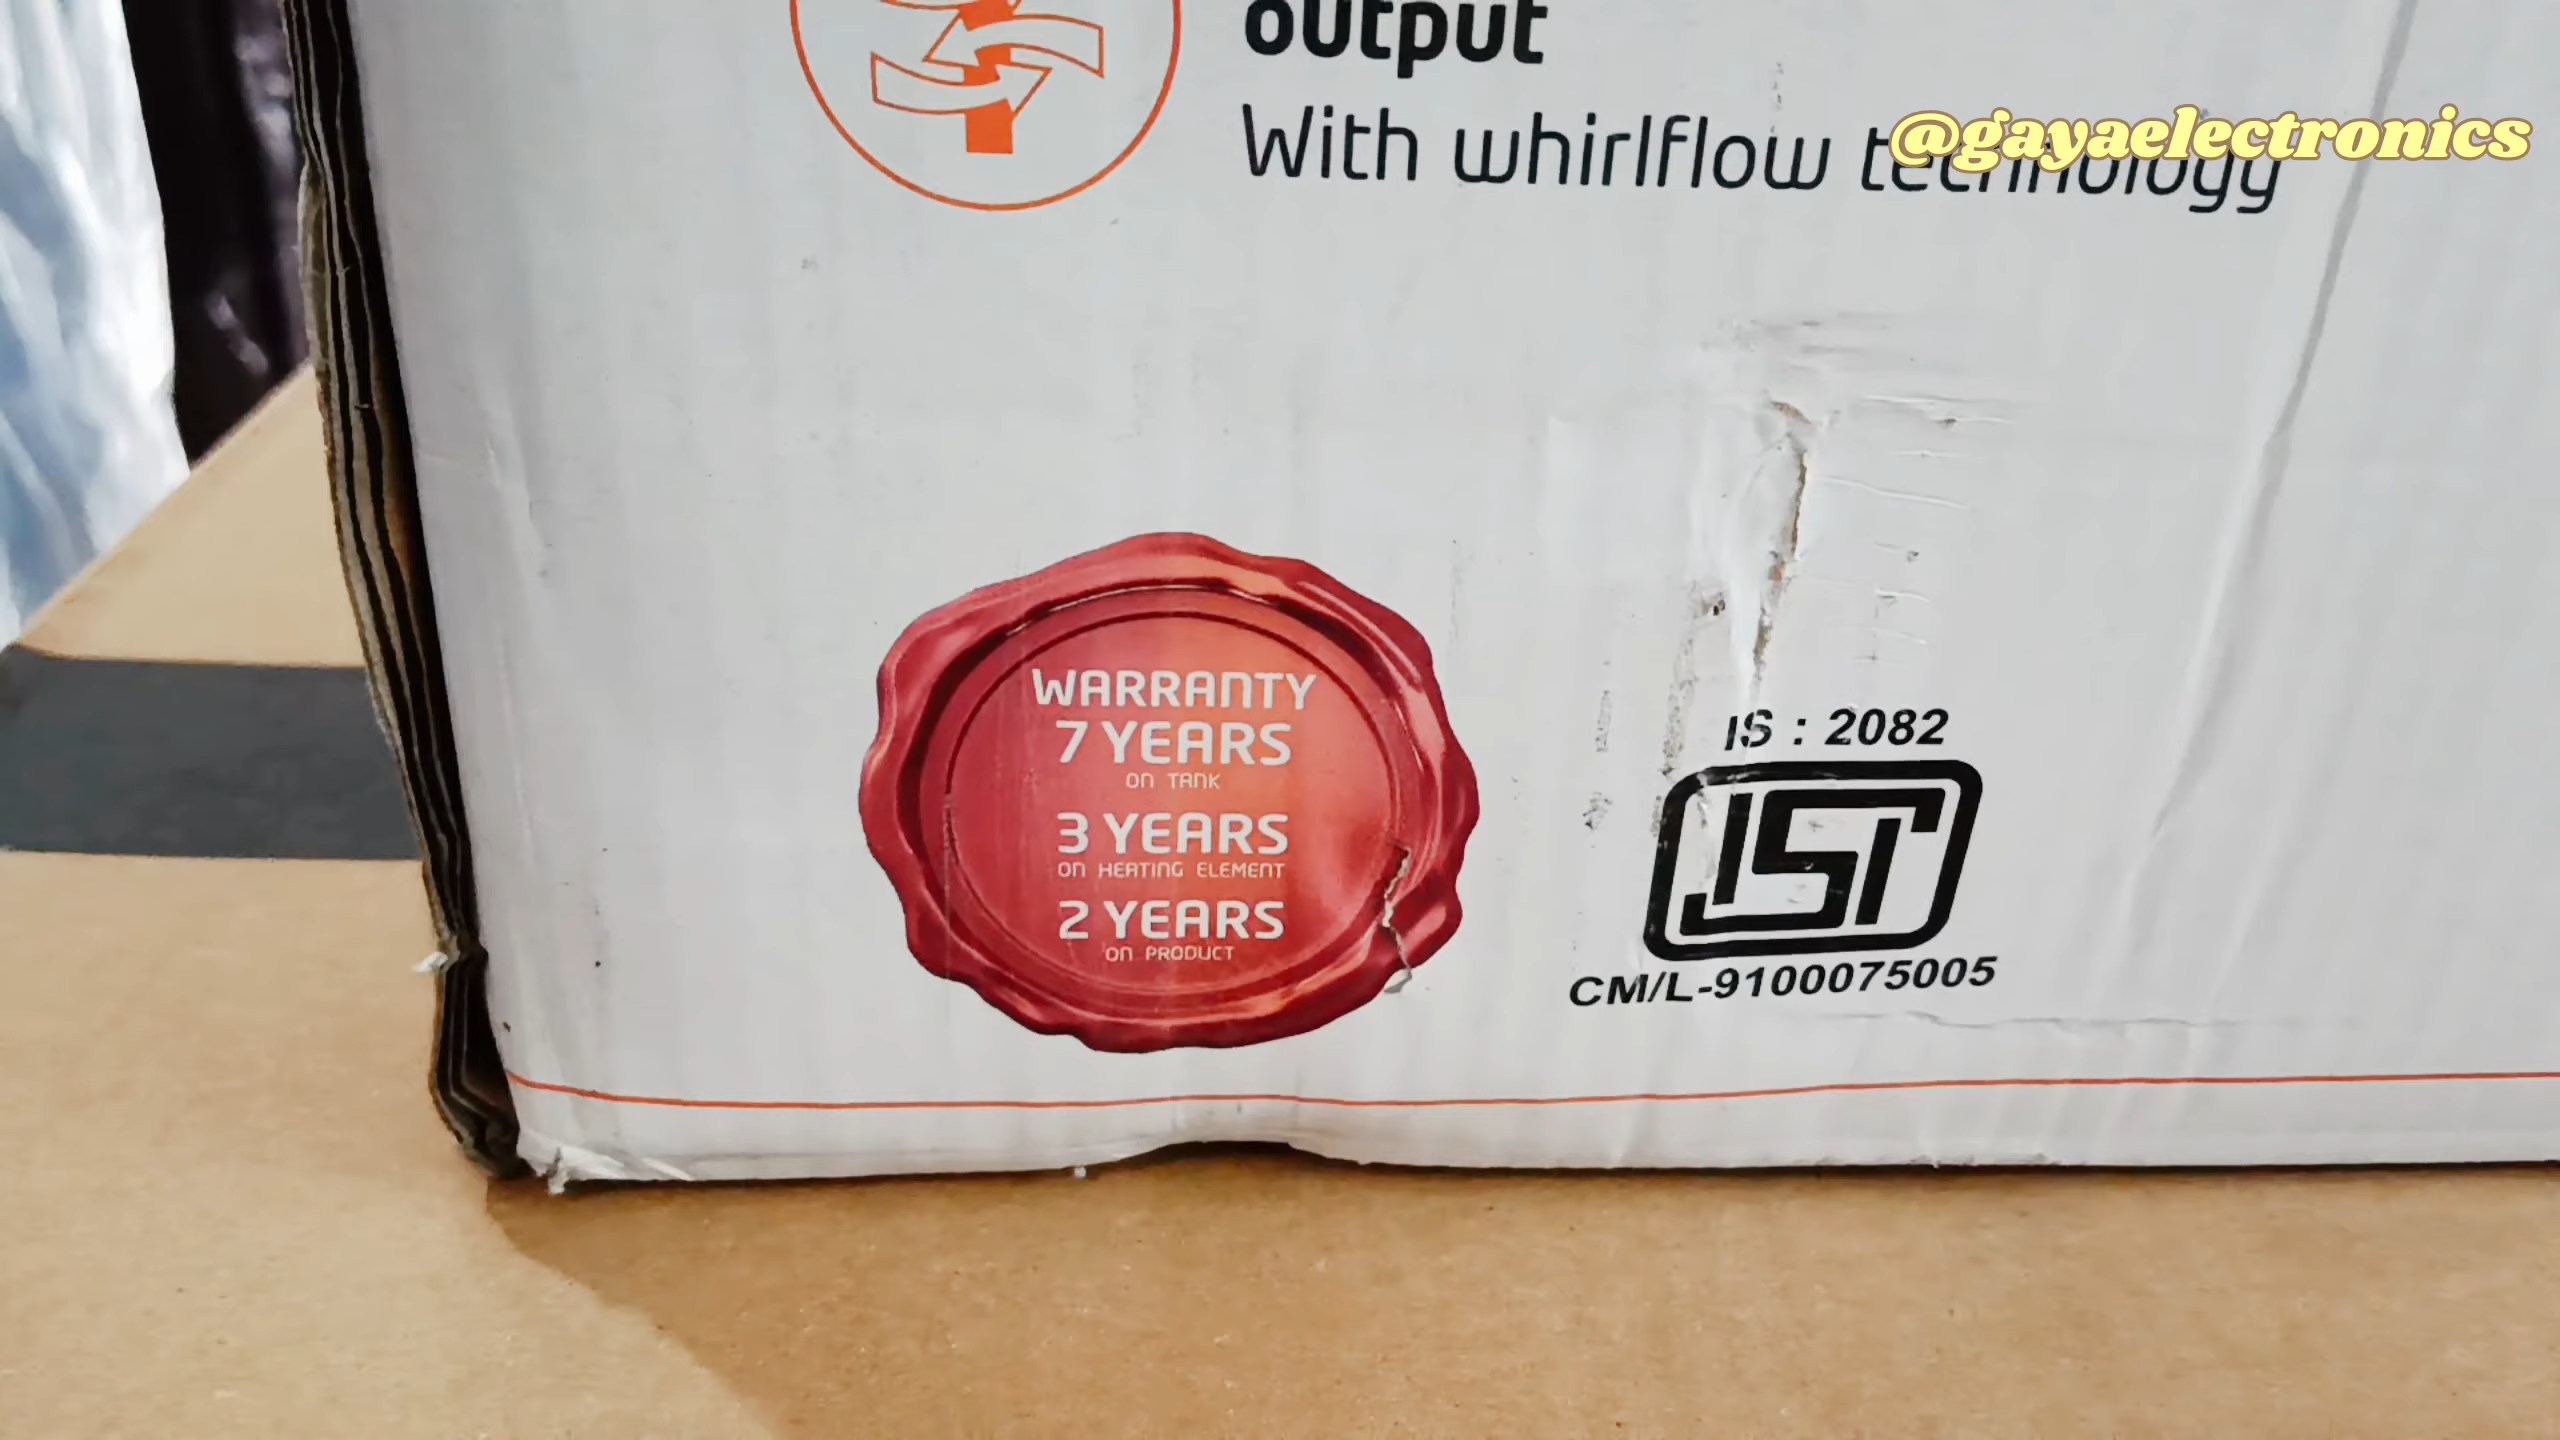 output
With whirlflow technology
@gayaelectronics
WARRANTY
7 YEARS
ON TANK
3 YEARS
ON HEATING ELEMENT
2 YEARS
ON PRODUCT
IS : 2082
ISI
CM/L-9100075005